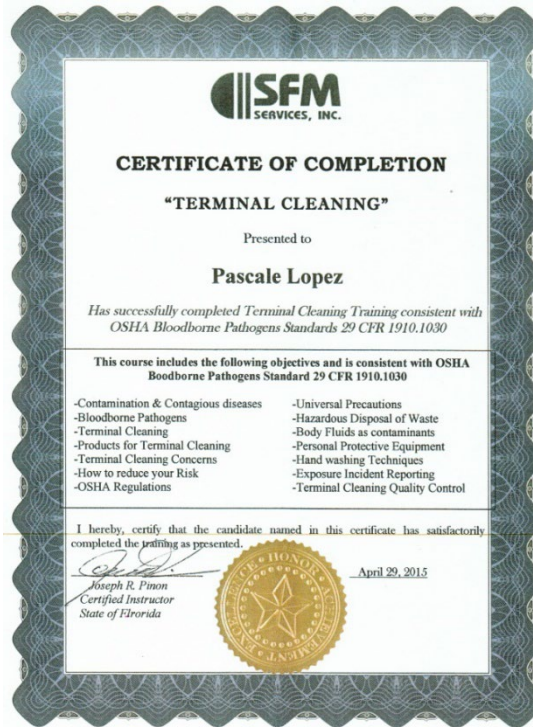 SFM
SERVICES, INC.
CERTIFICATE OF COMPLETION
“TERMINAL CLEANING”
Presented to
Pascale Lopez
Has successfully completed Terminal Cleaning Training consistent with
OSHA Bloodborne Pathogens Standards 29 CFR 1910.1030
This course includes the following objectives and is consistent with OSHA
Boodborne Pathogens Standard 29 CFR 1910.1030
-Contamination & Contagious diseases
-Bloodborne Pathogens
-Terminal Cleaning
-Products for Terminal Cleaning
-Terminal Cleaning Concerns
-How to reduce your Risk
-OSHA Regulations
-Universal Precautions
-Hazardous Disposal of Waste
-Body Fluids as contaminants
-Personal Protective Equipment
-Hand washing Techniques
-Exposure Incident Reporting
-Terminal Cleaning Quality Control
I hereby, certify that the candidate named in this certificate has satisfactorily
completed the training as presented.
Joseph R. Pinon
Certified Instructor
State of Flrorida
EXCELLENCE • HONOR • ACHIEVEMENT
April 29, 2015